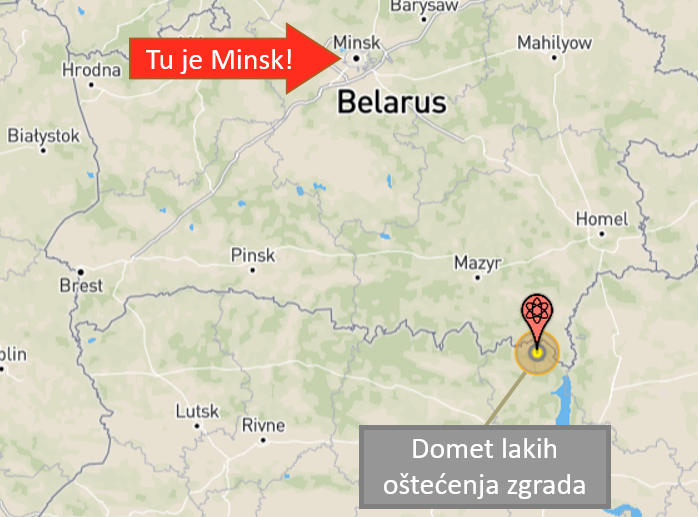 Barysaw
Tu je Minsk!
Minsk
Mahilyow
Hrodna
Belarus
Białystok
Homel
Pinsk
Mazyr
Brest
blin
Lutsk
Rivne
Domet lakih
oštećenja zgrada